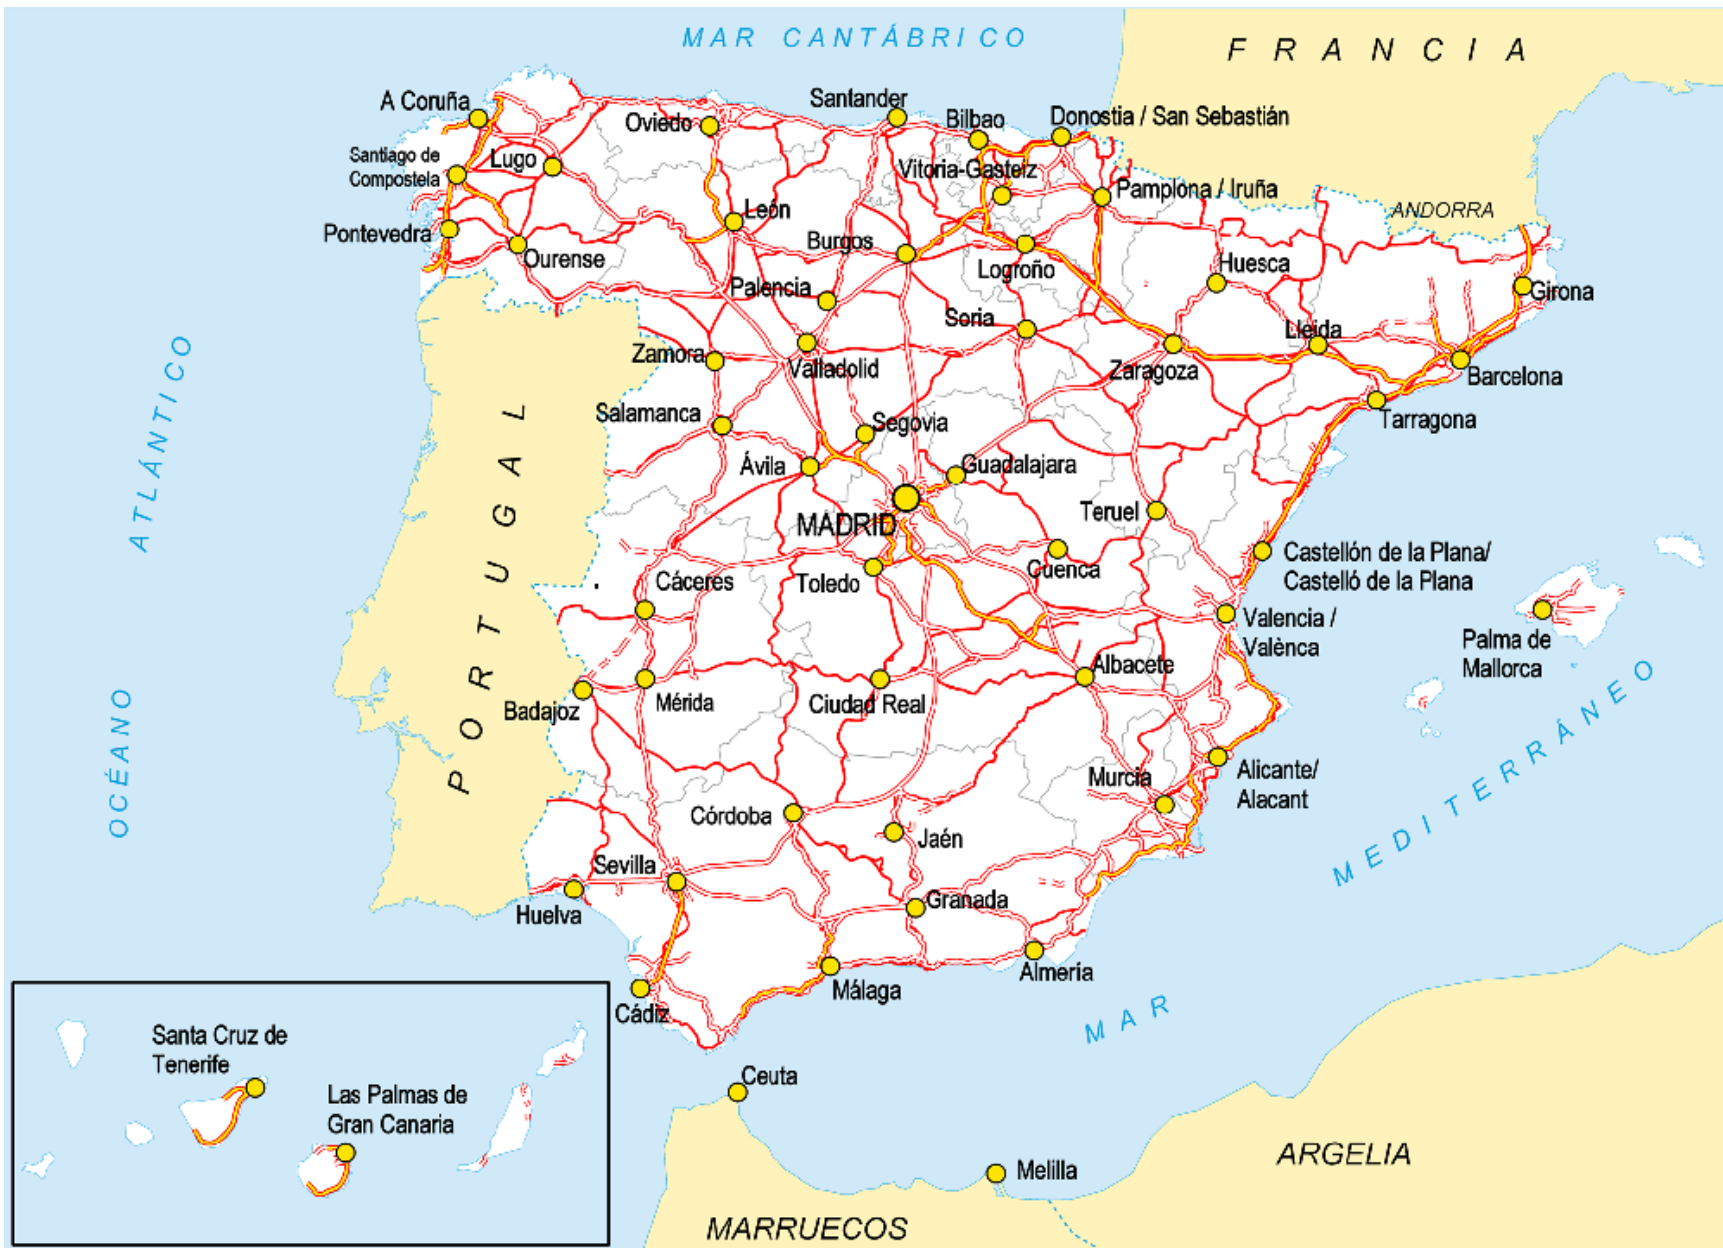 MAR CANTÁBRICO
FRANCIA
A Coruña
Santander
Oviedo
Bilbao
Donostia / San Sebastián
Santiago de
Compostela
Lugo
Vitoria-Gasteiz
Pamplona / Iruña
ANDORRA
León
Pontevedra
Ourense
Burgos
Logroño
Huesca
Palencia
Girona
Soria
Lleida
Zamora
Valladolid
Zaragoza
Barcelona
Salamanca
Segovia
Tarragona
Ávila
Guadalajara
MADRID
Teruel
Castellón de la Plana/
Castelló de la Plana
Cáceres
Toledo
Cuenca
Valencia /
Valènca
Palma de
Mallorca
Albacete
Badajoz
Mérida
Ciudad Real
OCÉANO ATLÁNTICO
PORTUGAL
Murcia
Alicante/
Alacant
Córdoba
Jaén
Sevilla
Huelva
Granada
Almería
Málaga
Cádiz
MAR MEDITERRÁNEO
Santa Cruz de
Tenerife
Las Palmas de
Gran Canaria
Ceuta
Melilla
ARGELIA
MARRUECOS